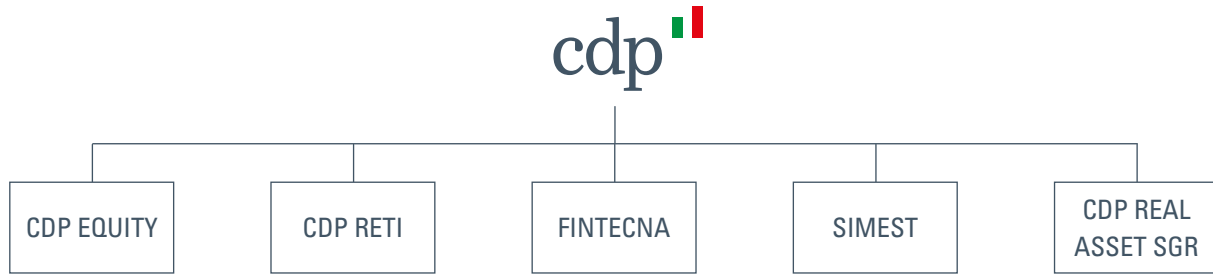 cdp
CDP EQUITY
CDP RETI
FINTECNA
SIMEST
CDP REAL
ASSET SGR